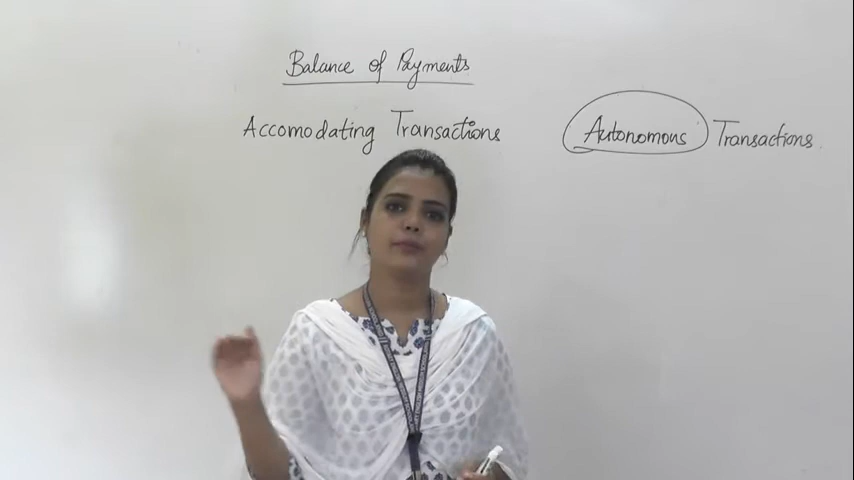 Balance of Payments
Accomodating Transactions
Autonomous Transactions